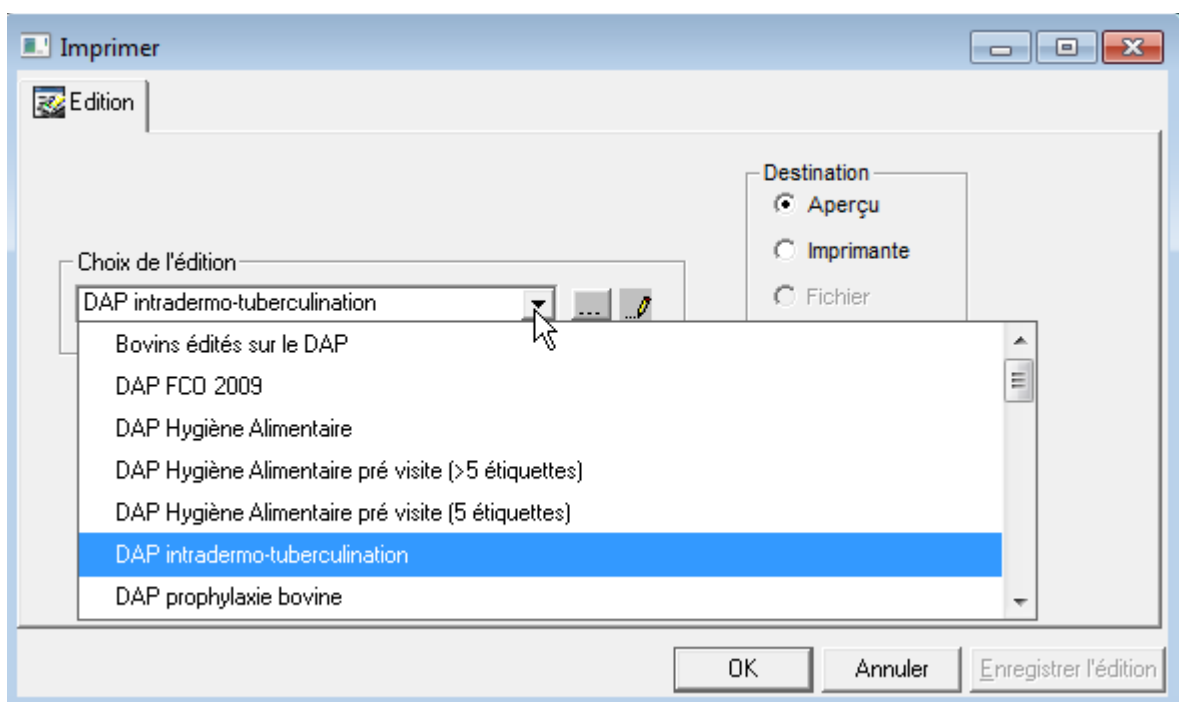 Imprimer
Edition
Destination
Aperçu
Imprimante
Fichier
Choix de l'édition
DAP intradermo-tuberculination
...
Bovins édités sur le DAP
DAP FCO 2009
DAP Hygiène Alimentaire
DAP Hygiène Alimentaire pré visite (>5 étiquettes)
DAP Hygiène Alimentaire pré visite (5 étiquettes)
DAP intradermo-tuberculination
DAP prophylaxie bovine
OK
Annuler
Enregistrer l'édition